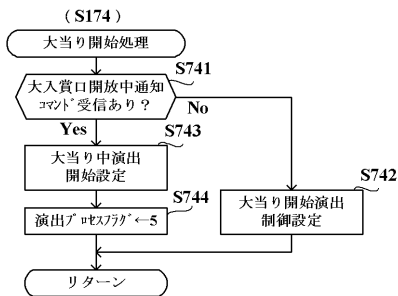 (S174)
大当り開始処理
S741
大入賞口開放中通知
ｺﾏﾝﾄﾞ受信あり?
No
Yes
S743
大当り中演出
開始設定
S742
大当り開始演出
制御設定
S744
演出ﾌﾟﾛｾｽﾌﾗｸﾞ←5
リターン